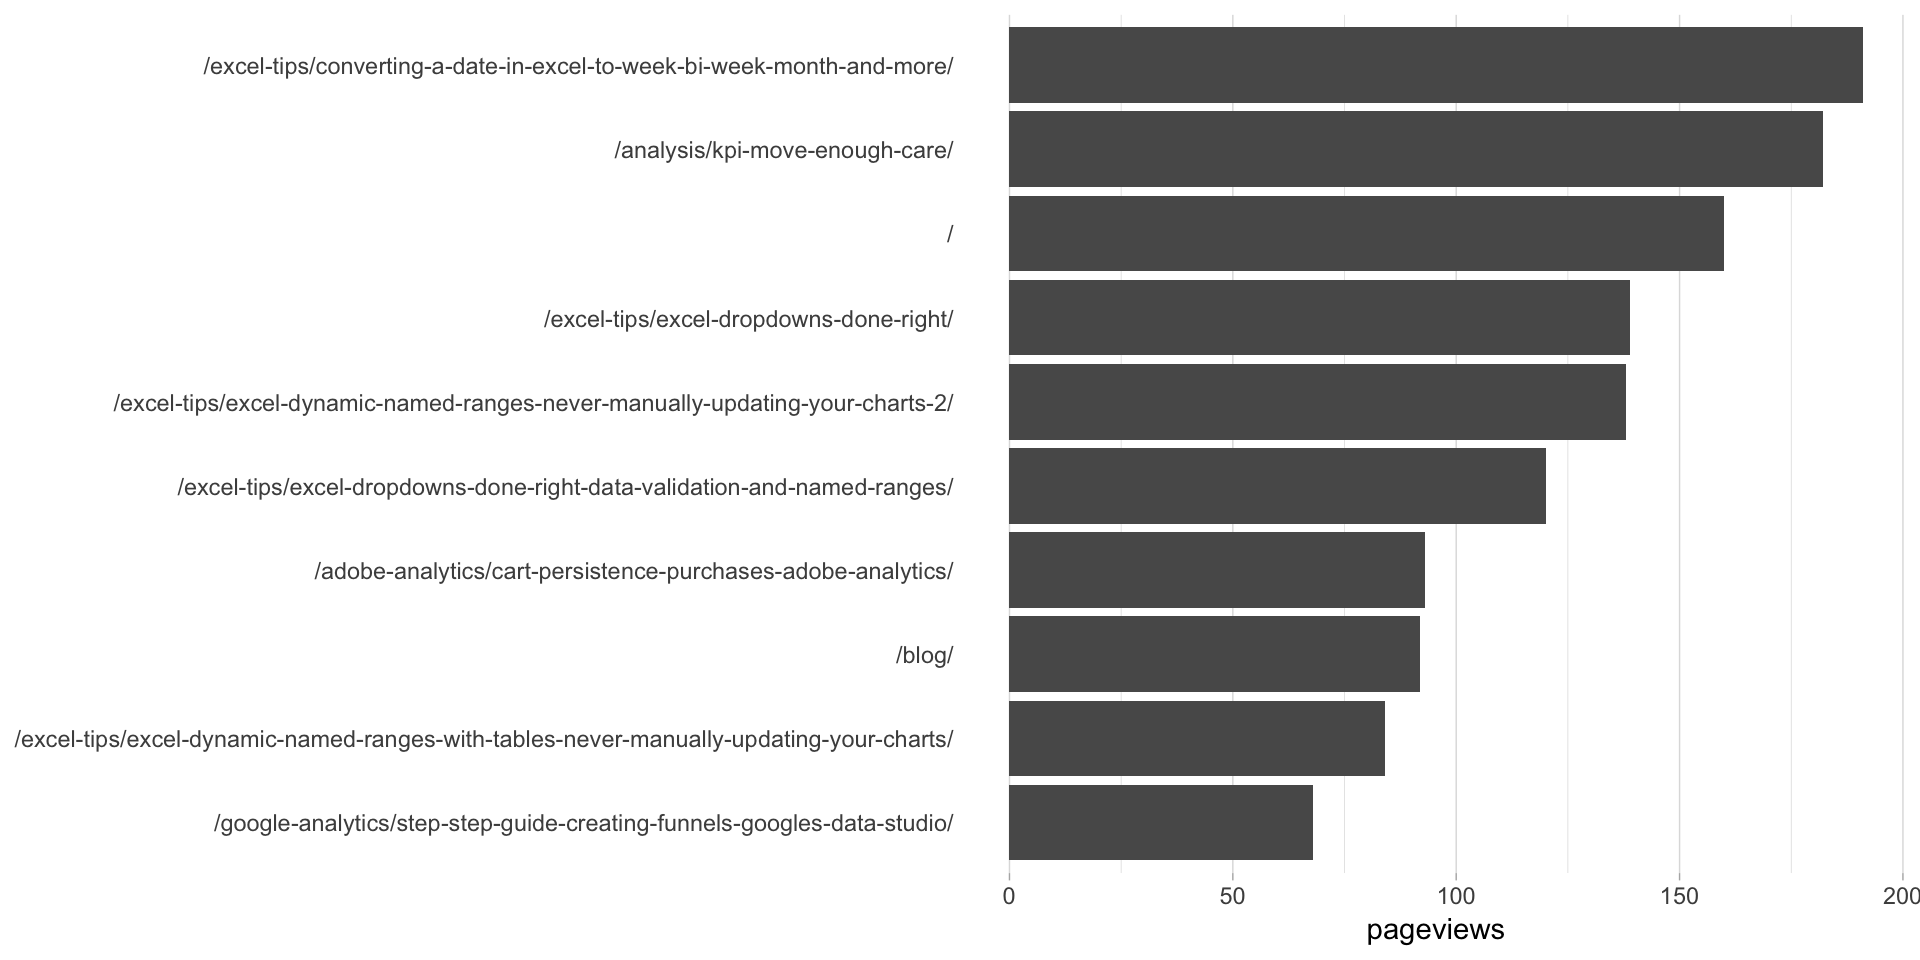 /excel-tips/converting-a-date-in-excel-to-week-bi-week-month-and-more/
/analysis/kpi-move-enough-care/
/
/excel-tips/excel-dropdowns-done-right/
/excel-tips/excel-dynamic-named-ranges-never-manually-updating-your-charts-2/
/excel-tips/excel-dropdowns-done-right-data-validation-and-named-ranges/
/adobe-analytics/cart-persistence-purchases-adobe-analytics/
/blog/
/excel-tips/excel-dynamic-named-ranges-with-tables-never-manually-updating-your-charts/
/google-analytics/step-step-guide-creating-funnels-googles-data-studio/
0 50 100 150 200
pageviews